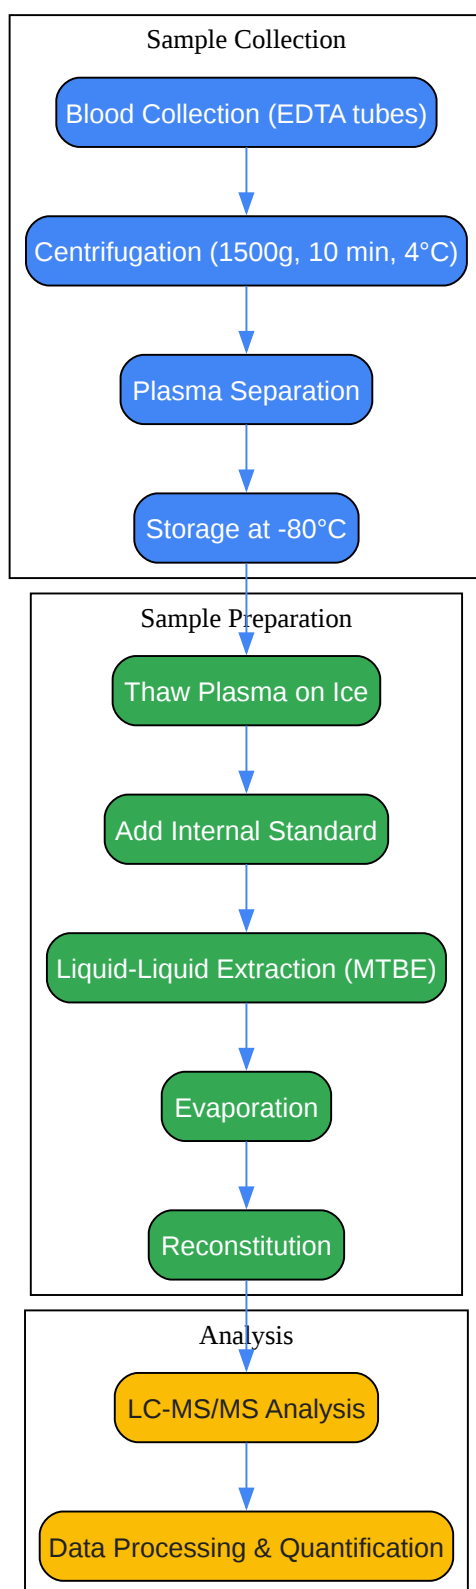 Sample Collection
Blood Collection (EDTA tubes)
Centrifugation (1500g, 10 min, 4°C)
Plasma Separation
Storage at -80°C
Sample Preparation
Thaw Plasma on Ice
Add Internal Standard
Liquid-Liquid Extraction (MTBE)
Evaporation
Reconstitution
Analysis
LC-MS/MS Analysis
Data Processing & Quantification